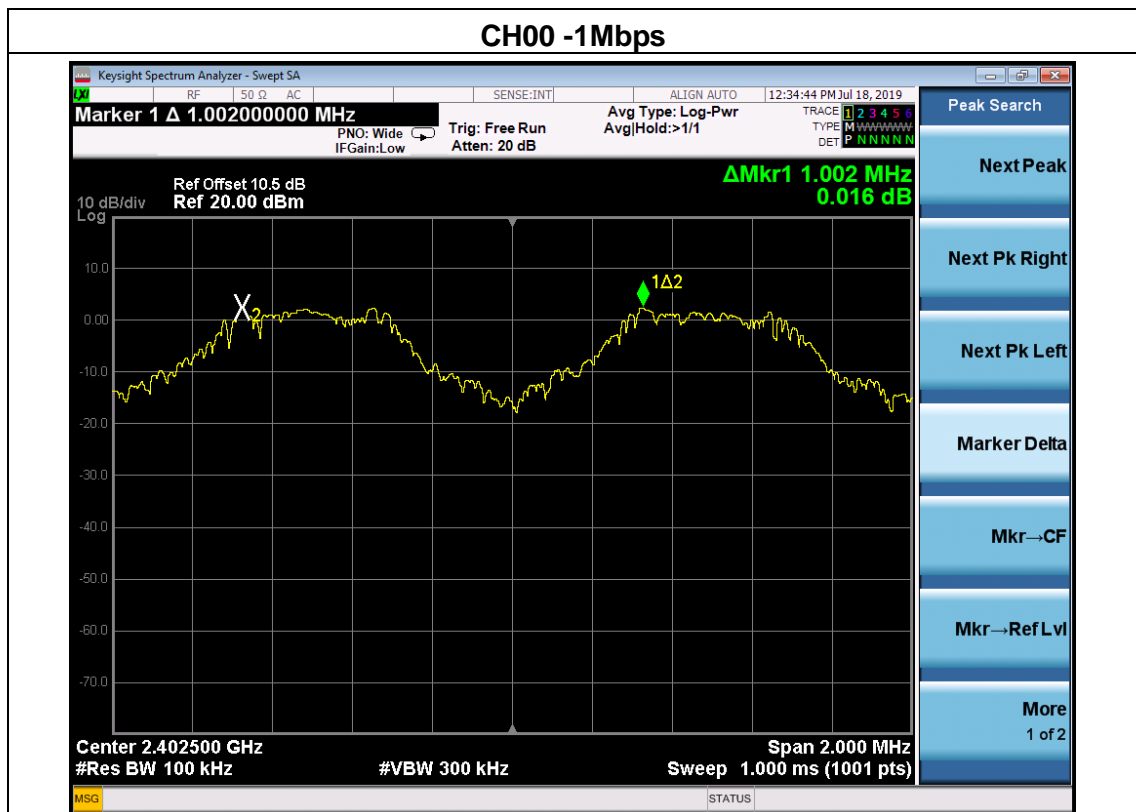 CH00 -1Mbps
Keysight Spectrum Analyzer - Swept SA
LXI RF 50 Ω AC SENSE:INT ALIGN AUTO 12:34:44 PM Jul 18, 2019
Marker 1 Δ 1.002000000 MHz
PNO: Wide
IFGain:Low
Trig: Free Run
Atten: 20 dB
Avg Type: Log-Pwr
Avg|Hold:>1/1
TRACE 1 2 3 4 5 6
TYPE M WWWWW
DET P N N N N N
ΔMkr1 1.002 MHz
0.016 dB
Ref Offset 10.5 dB
10 dB/div Ref 20.00 dBm
Log
10.0
0.00
-10.0
-20.0
-30.0
-40.0
-50.0
-60.0
-70.0
X2
1Δ2
Center 2.402500 GHz Span 2.000 MHz
#Res BW 100 kHz #VBW 300 kHz Sweep 1.000 ms (1001 pts)
MSG STATUS
Peak Search
Next Peak
Next Pk Right
Next Pk Left
Marker Delta
Mkr→CF
Mkr→Ref Lvl
More
1 of 2